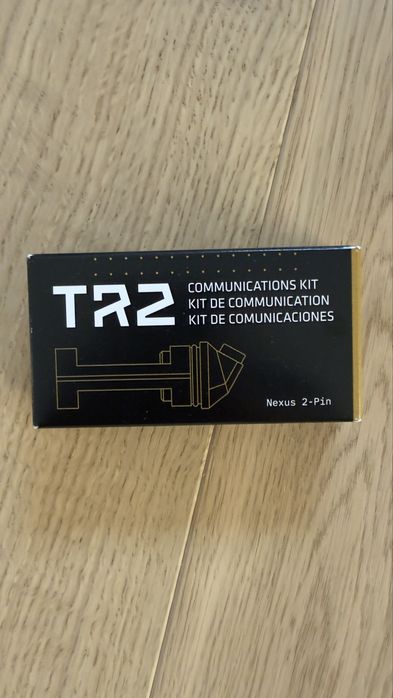 TR2
COMMUNICATIONS KIT
KIT DE COMMUNICATION
KIT DE COMUNICACIONES
Nexus 2-Pin